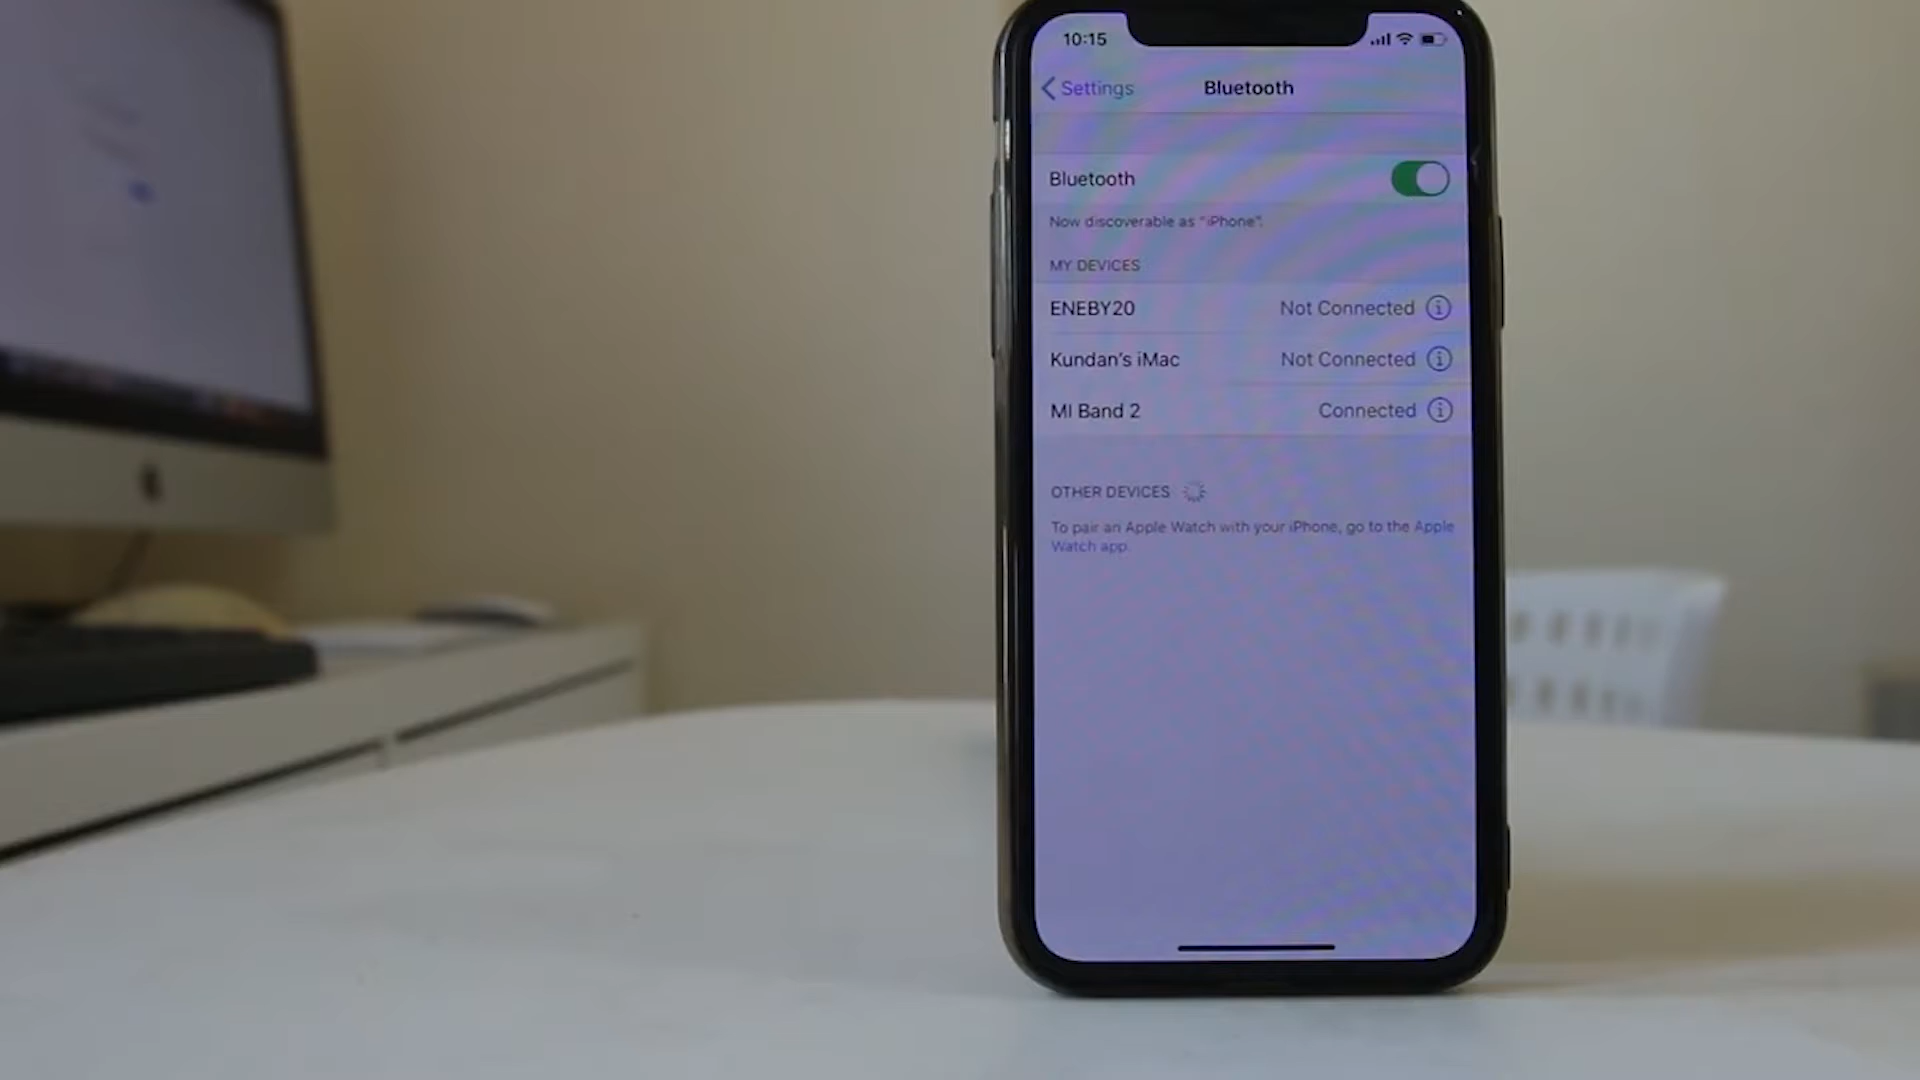 10:15
Settings Bluetooth
Bluetooth
Now discoverable as "iPhone".
MY DEVICES
ENEBY20 Not Connected
Kundan's iMac Not Connected
MI Band 2 Connected
OTHER DEVICES
To pair an Apple Watch with your iPhone, go to the Apple
Watch app.